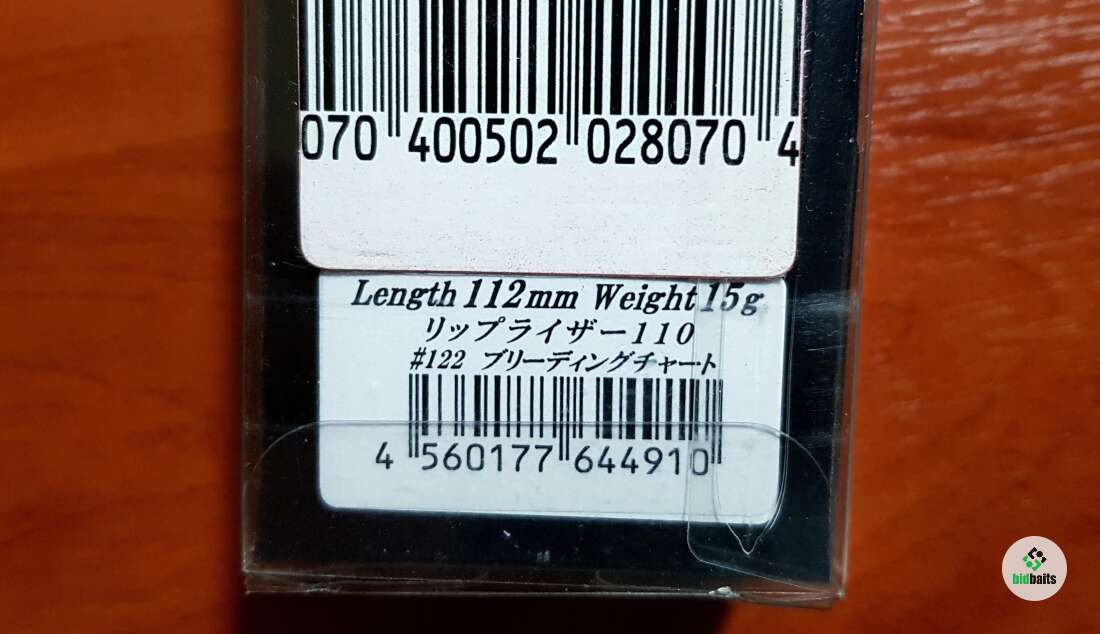 070 400502 028070 4
Length 112mm Weight 15g
リップライザー110
#122 ブリーディングチャート
4 560177 644910
bidbaits